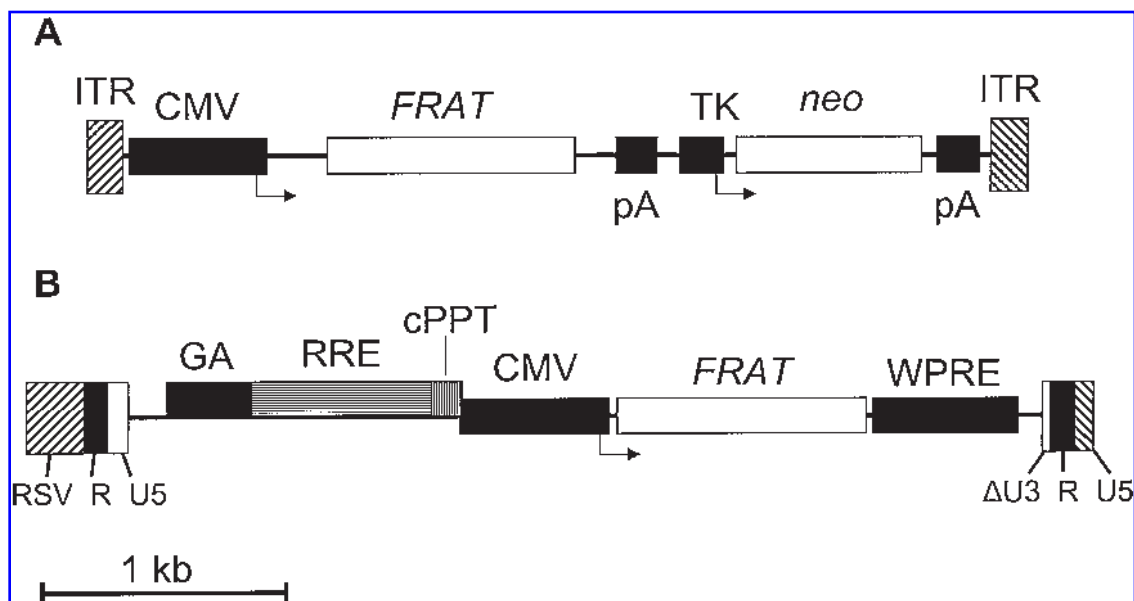 A
ITR CMV FRAT TK neo ITR
pA pA
B
cPPT
GA RRE CMV FRAT WPRE
RSV R U5 ΔU3 R U5
1 kb